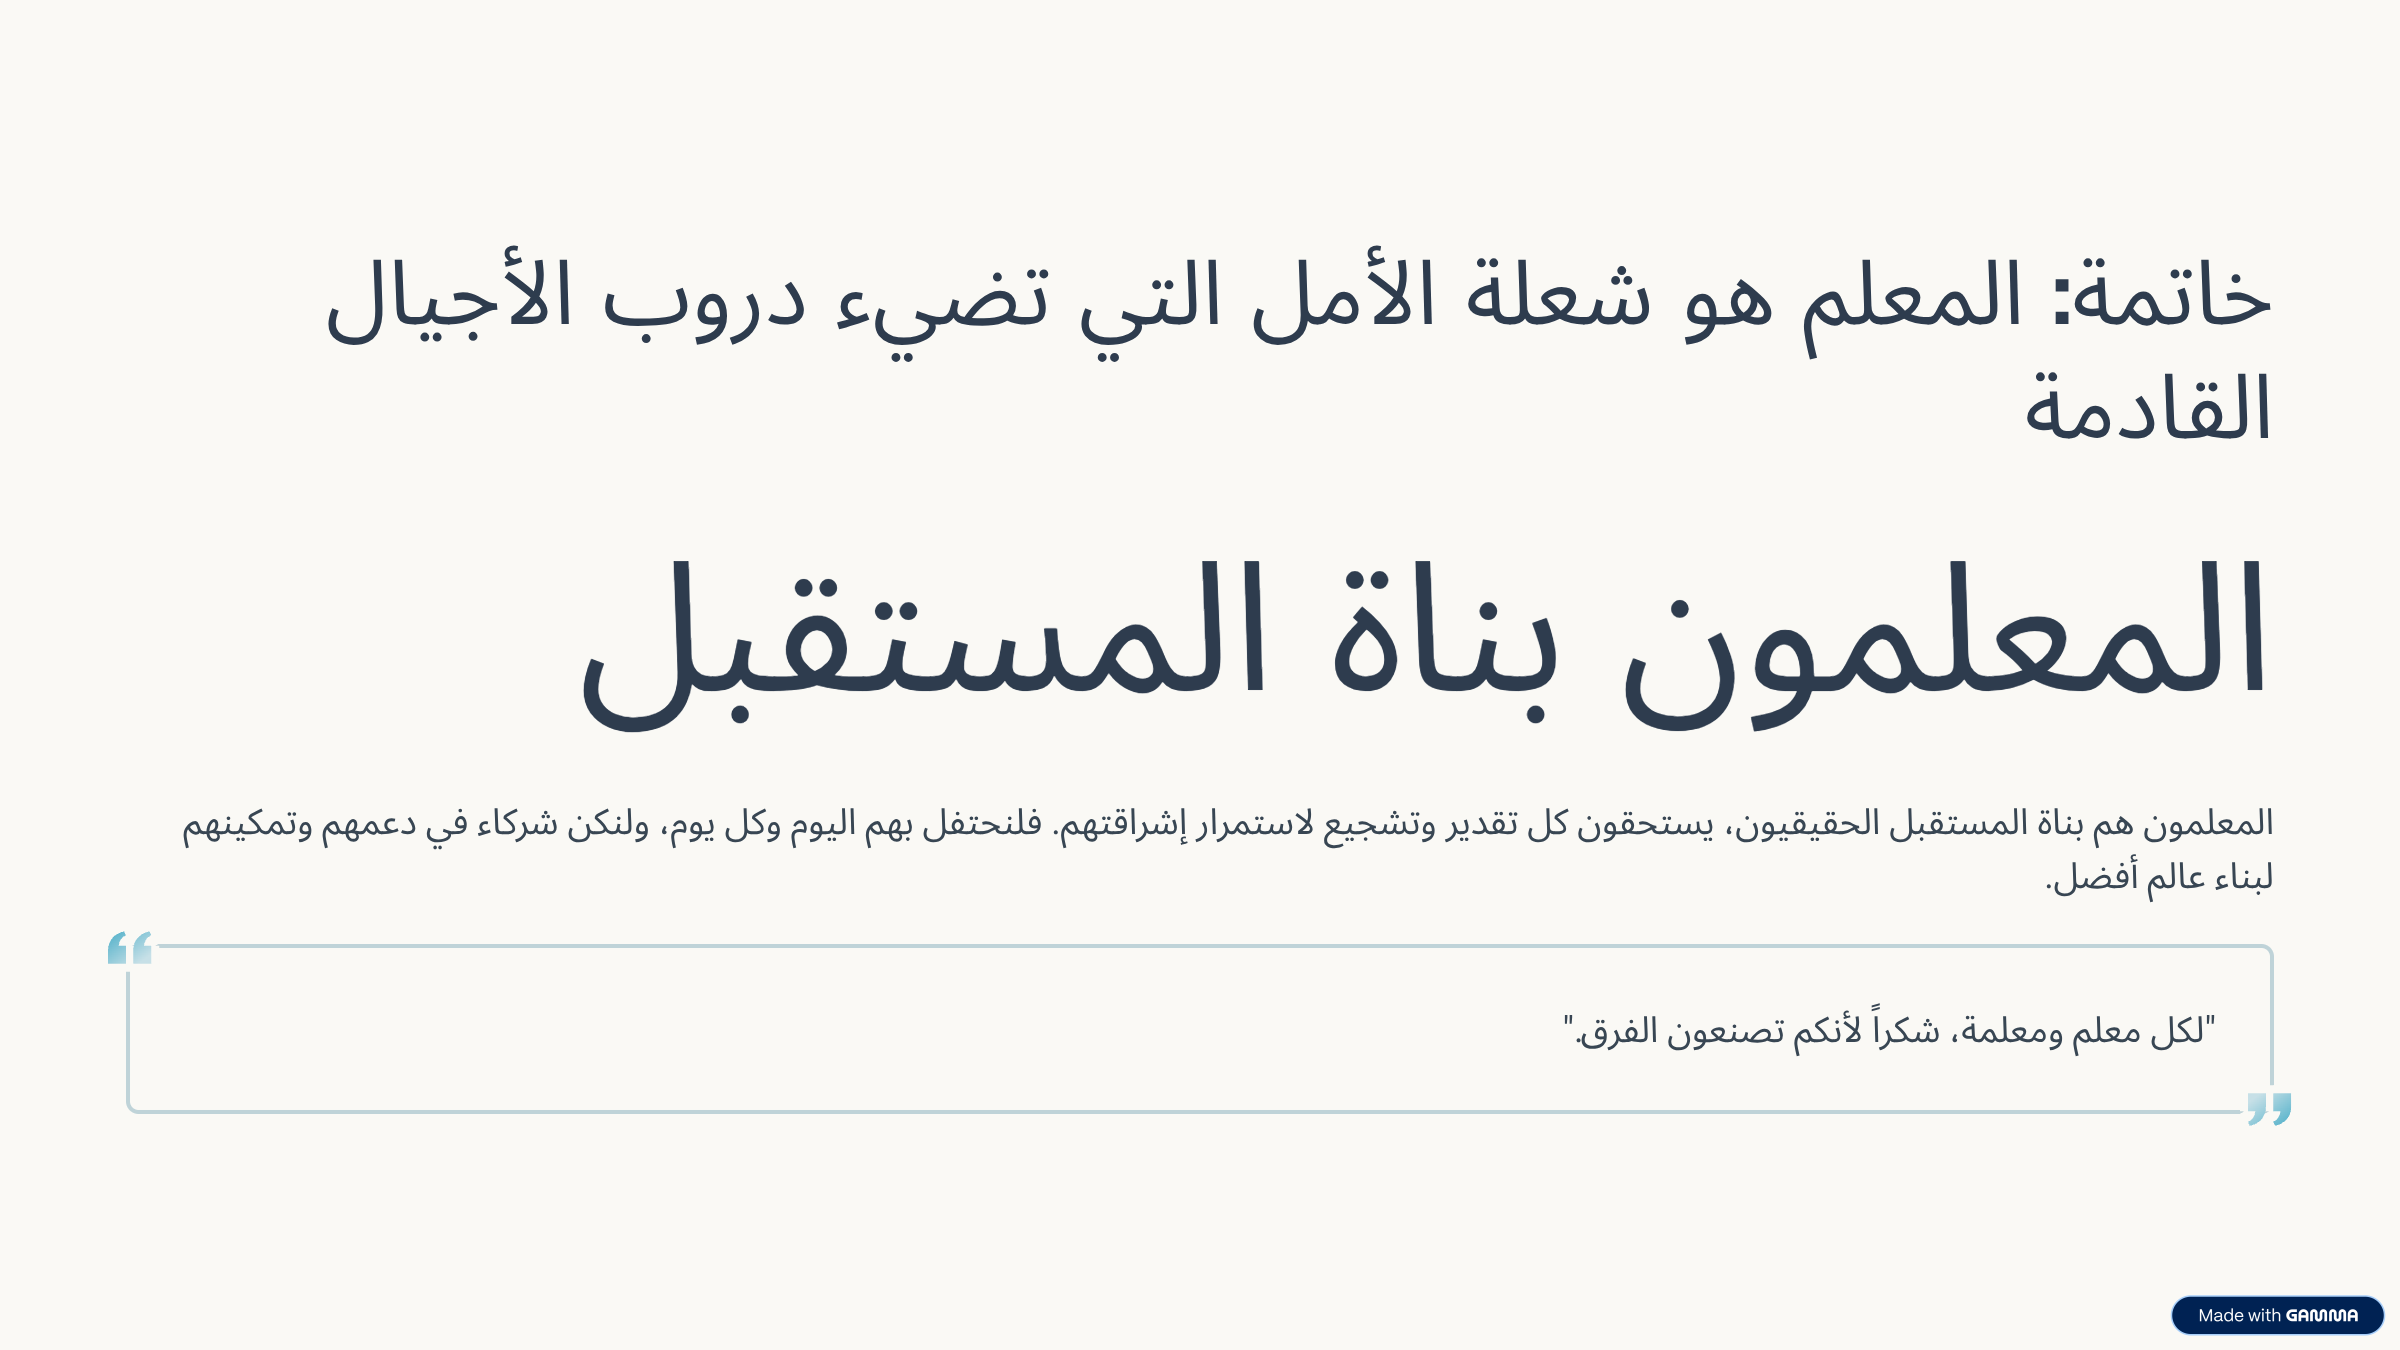 خاتمة: المعلم هو شعلة الأمل التي تضيء دروب الأجيال
القادمة
المعلمون بناة المستقبل
المعلمون هم بناة المستقبل الحقيقيون، يستحقون كل تقدير وتشجيع لاستمرار إشراقتهم. فلنحتفل بهم اليوم وكل يوم، ولنكن شركاء في دعمهم وتمكينهم
لبناء عالم أفضل.
"لكل معلم ومعلمة، شكراً لأنكم تصنعون الفرق."
Made with GAMMA